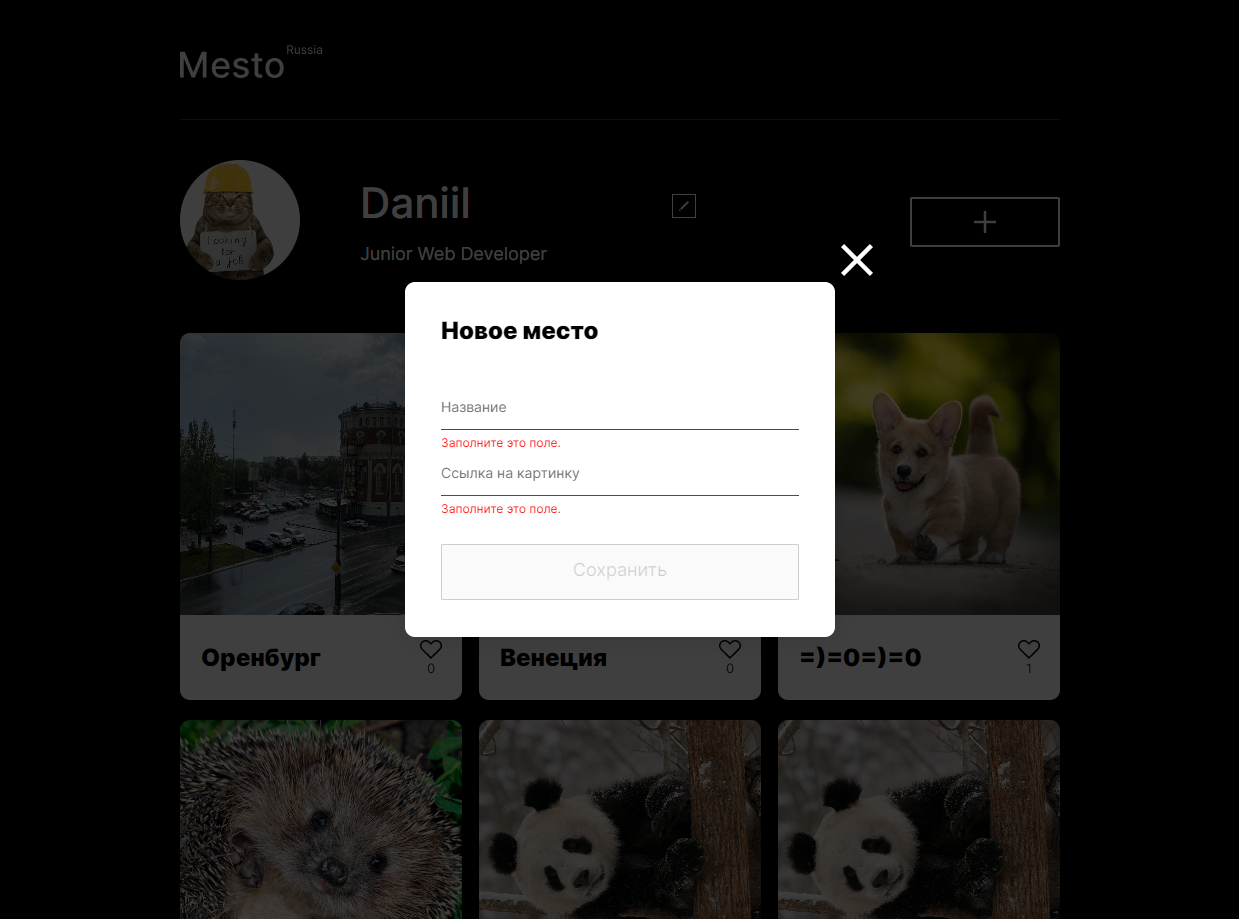 Mesto Russia
Daniil
Junior Web Developer
Looking
for
a job
Новое место
Название
Заполните это поле.
Ссылка на картинку
Заполните это поле.
Сохранить
Оренбург
0
Венеция
0
=)=0=)=0
1